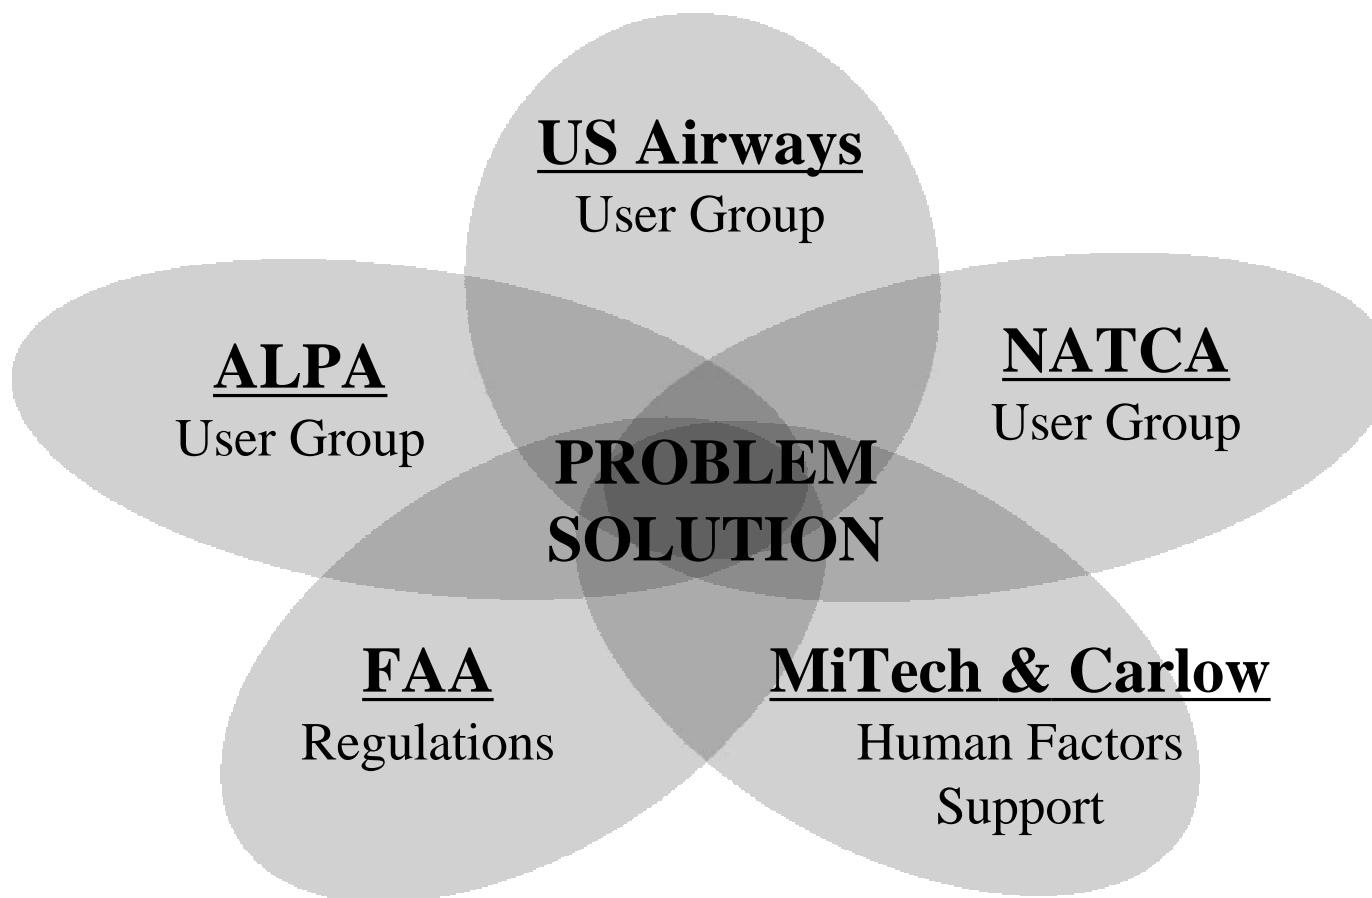 US Airways
User Group
ALPA
User Group
NATCA
User Group
PROBLEM
SOLUTION
FAA
Regulations
MiTech & Carlow
Human Factors
Support